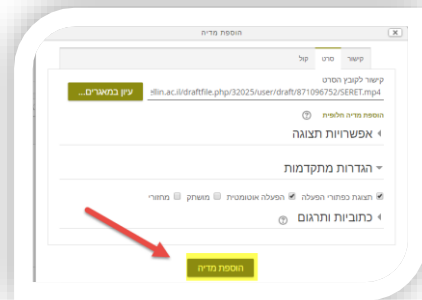 הוספת מדיה
קישור סרט קול
קישור לקובץ הסרט
ellin.ac.il/draftfile.php/32025/user/draft/871096752/SERET.mp4 עיון במאגרים...
הוספת מדיה חלופית
אפשרויות תצוגה
הגדרות מתקדמות
תצוגת כפתורי הפעלה הפעלה אוטומטית מושתק מחזורי
כתוביות ותרגום
הוספת מדיה